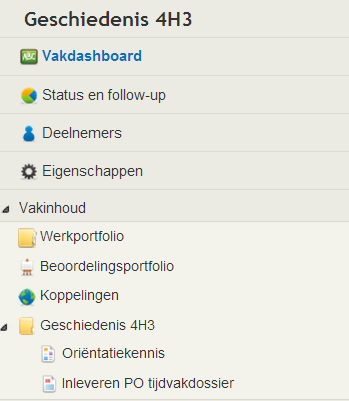 Geschiedenis 4H3
Vakdashboard
Status en follow-up
Deelnemers
Eigenschappen
Vakinhoud
Werkportfolio
Beoordelingsportfolio
Koppelingen
Geschiedenis 4H3
Oriëntatiekennis
Inleveren PO tijdvakdossier